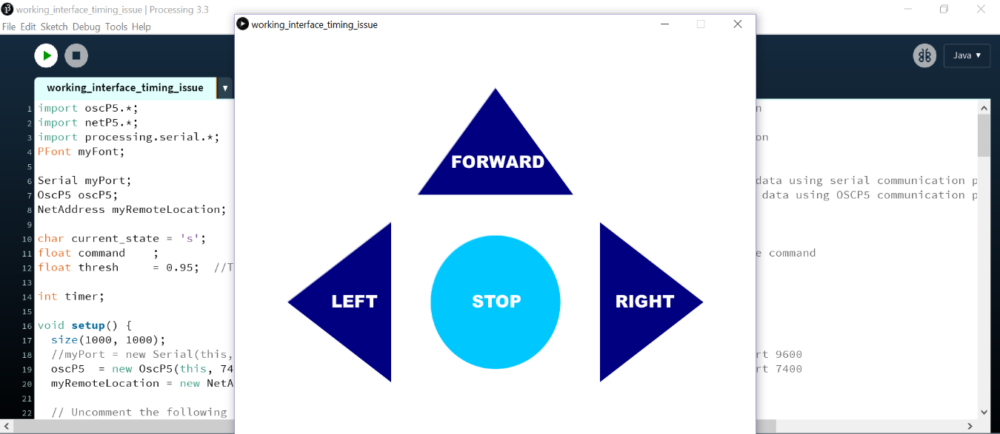 working_interface_timing_issue | Processing 3.3
File Edit Sketch Debug Tools Help
Java ▼
working_interface_timing_issue ▼
1 import oscP5.*;
2 import netP5.*;
3 import processing.serial.*;
4 PFont myFont;
5
6 Serial myPort;
7 OscP5 oscP5;
8 NetAddress myRemoteLocation;
9
10 char current_state = 's';
11 float command    ;
12 float thresh     = 0.95;  //T
13
14 int timer;
15
16 void setup() {
17   size(1000, 1000);
18   //myPort = new Serial(this,
19   oscP5  = new OscP5(this, 74
20   myRemoteLocation = new NetA
21
22   // Uncomment the following
working_interface_timing_issue
FORWARD
LEFT STOP RIGHT
n
on
data using serial communication p
data using OSCP5 communication p
e command
rt 9600
rt 7400